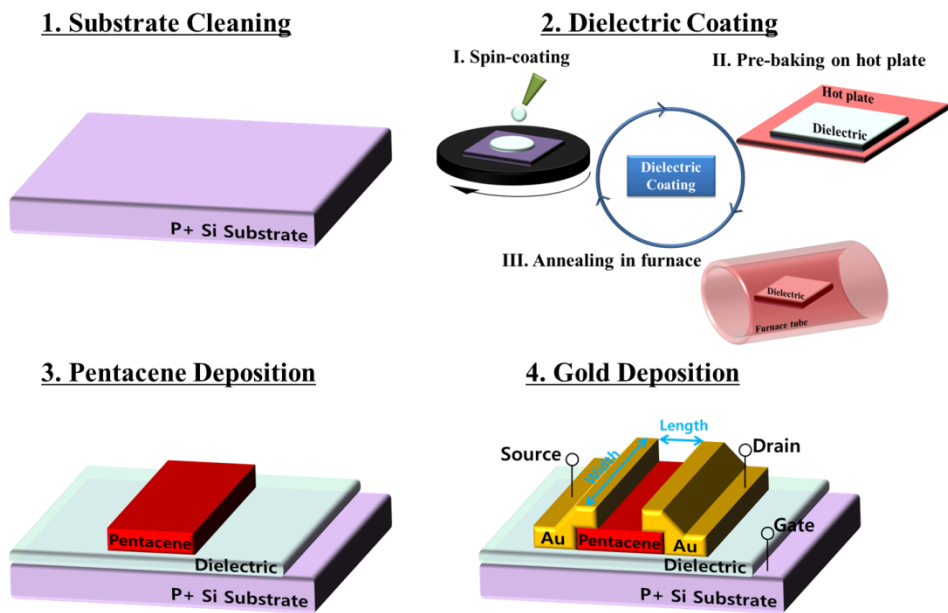 1. Substrate Cleaning
P+ Si Substrate
2. Dielectric Coating
I. Spin-coating
II. Pre-baking on hot plate
Hot plate
Dielectric
Dielectric
Coating
III. Annealing in furnace
Dielectric
Furnace tube
3. Pentacene Deposition
Pentacene
Dielectric
P+ Si Substrate
4. Gold Deposition
Length
Source
Drain
Width
Gate
Au
Pentacene
Au
Dielectric
P+ Si Substrate